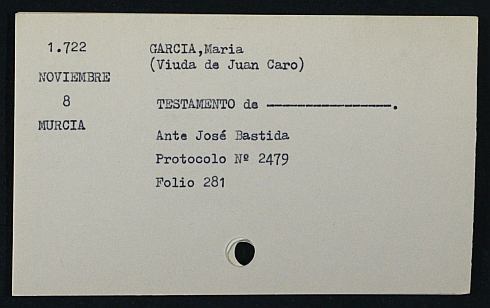 1.722
NOVIEMBRE
8
MURCIA
GARCIA,Maria
(Viuda de Juan Caro)
TESTAMENTO de ----------------.
Ante José Bastida
Protocolo Nº 2479
Folio 281